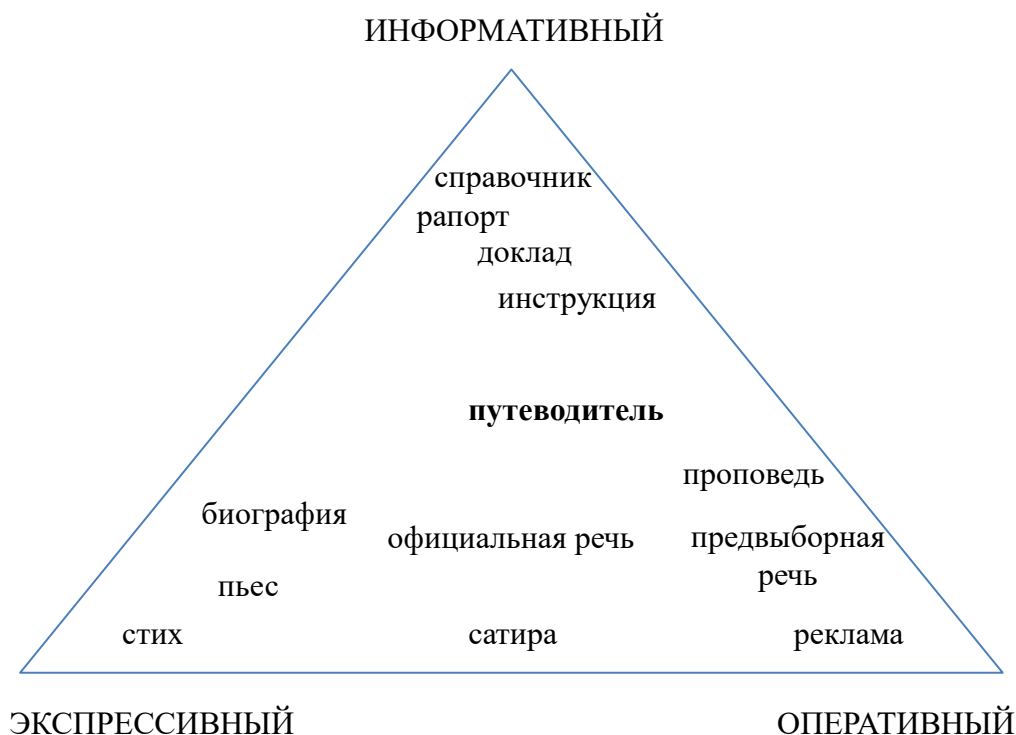 ИНФОРМАТИВНЫЙ
справочник
рапорт
доклад
инструкция
путеводитель
проповедь
биография
официальная речь
предвыборная
речь
пьес
стих
сатира
реклама
ЭКСПРЕССИВНЫЙ
ОПЕРАТИВНЫЙ